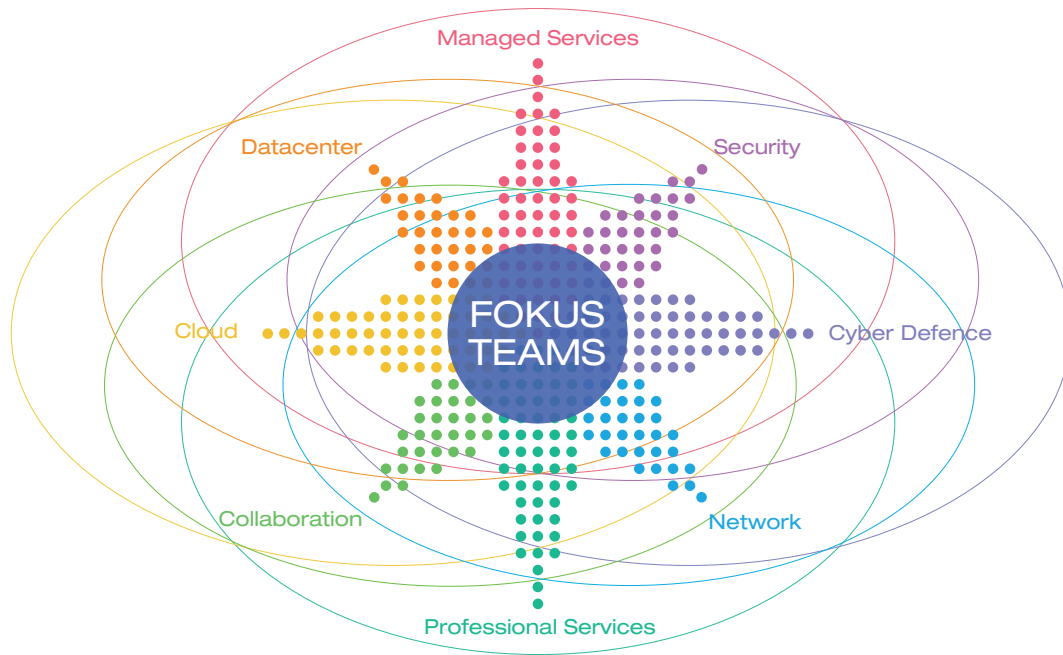 Managed Services
Datacenter
Security
FOKUS
TEAMS
Cloud
Cyber Defence
Collaboration
Network
Professional Services